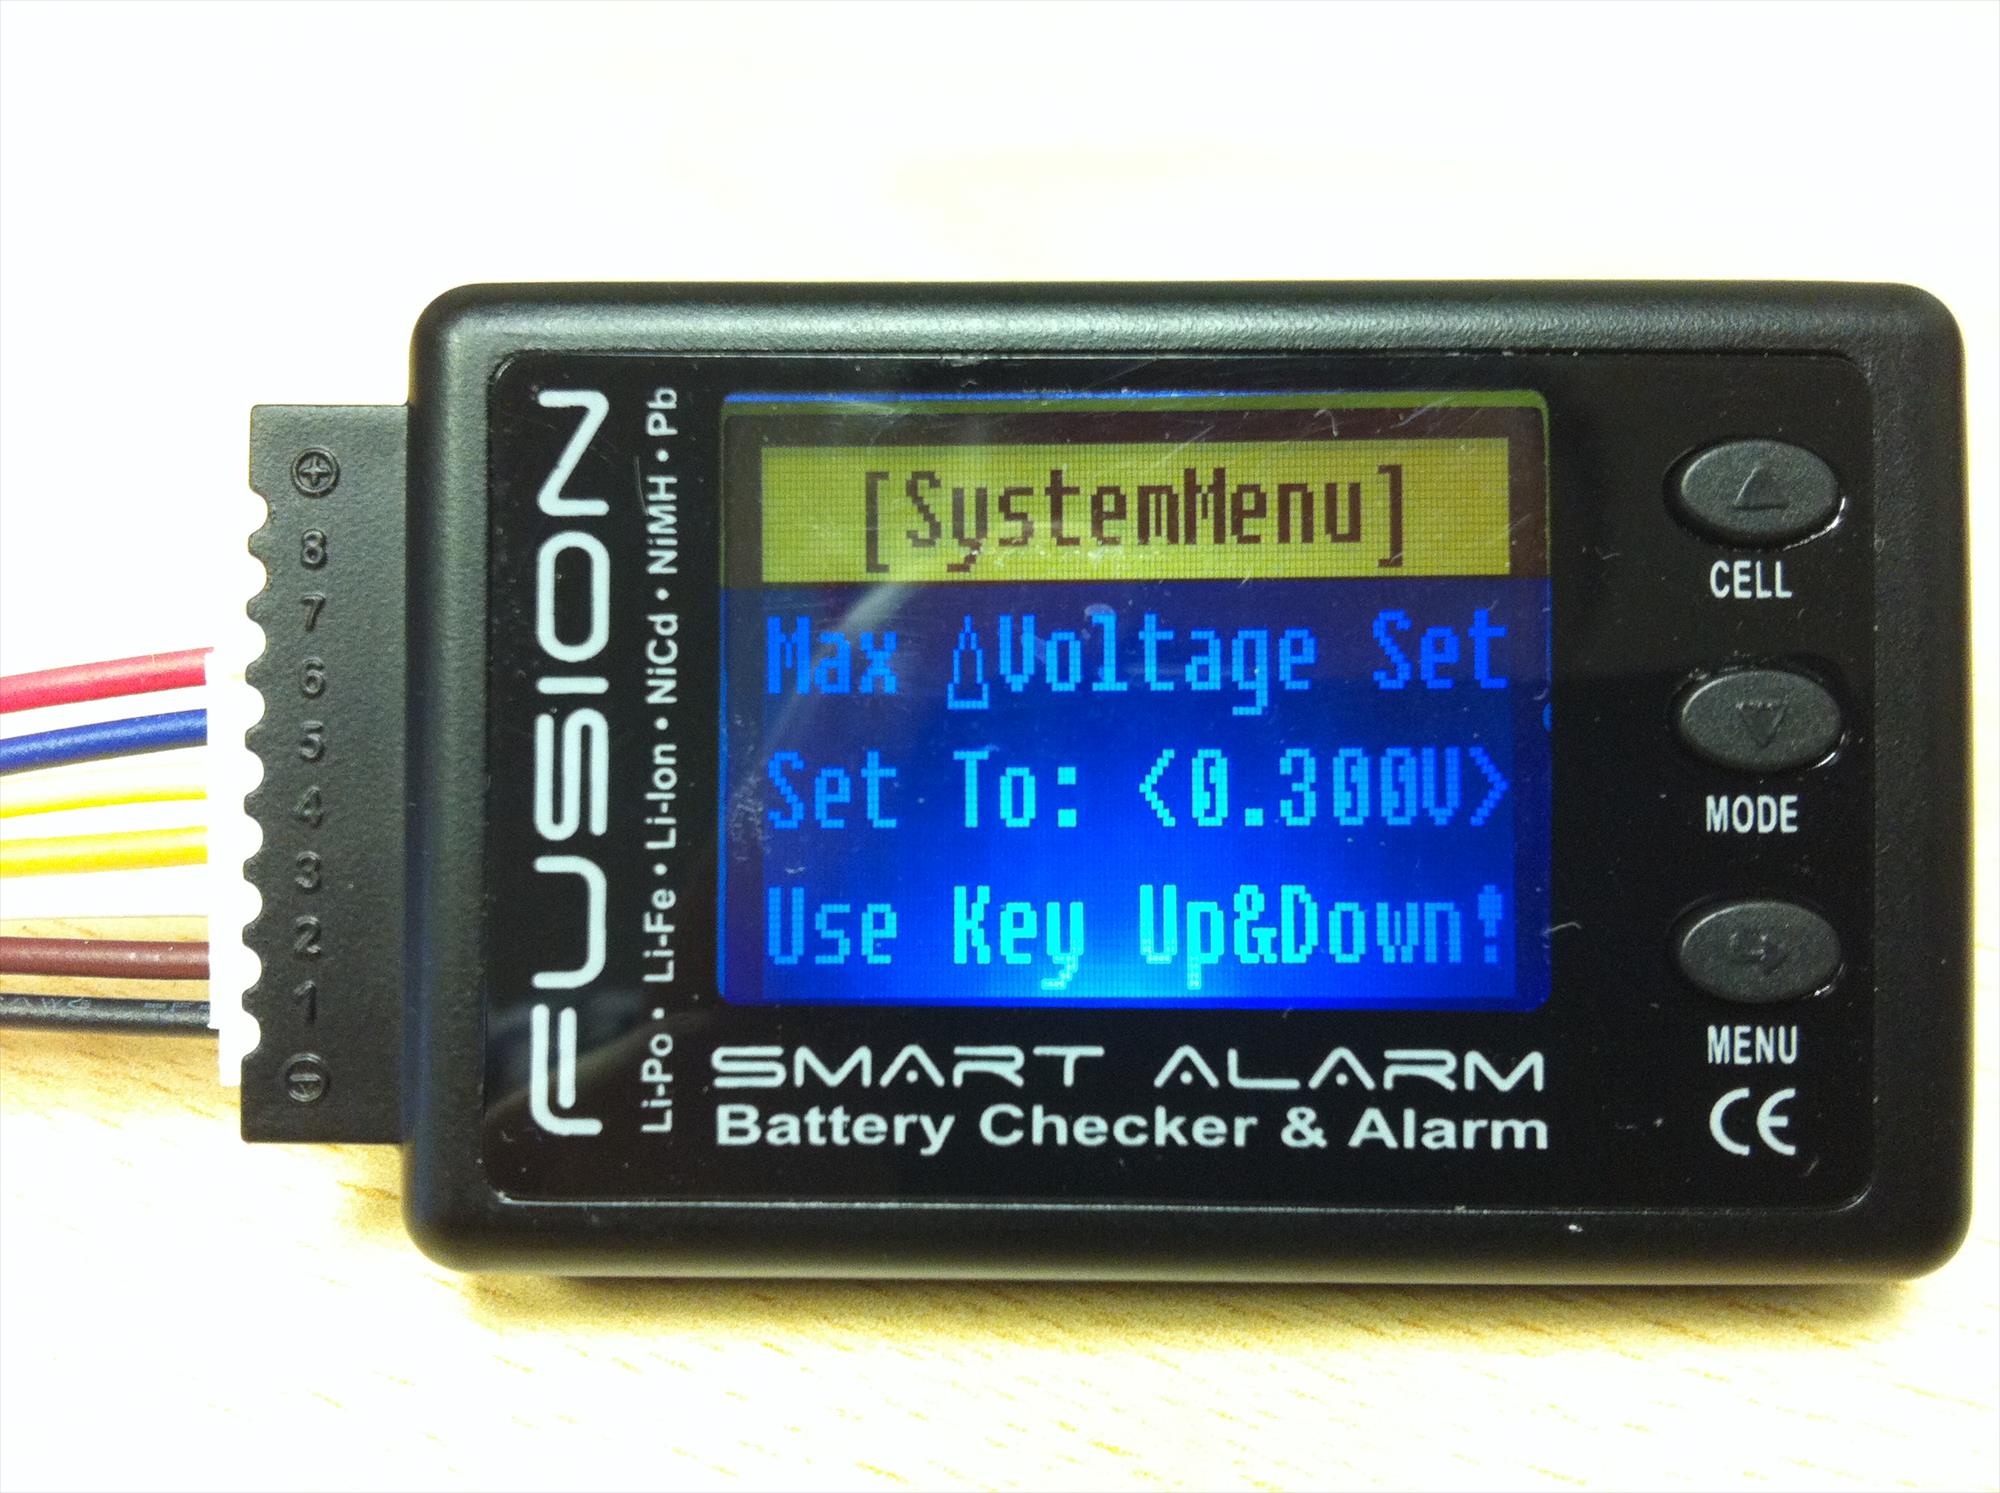 [SystemMenu]
Max △Voltage Set
Set To: <0.300V>
Use Key Up&Down!
SMART ALARM
Battery Checker & Alarm
FUSION
Li-Po • Li-Fe • Li-Ion • NiCd • NiMH • Pb
CELL
MODE
MENU
CE
8
7
6
5
4
3
2
1